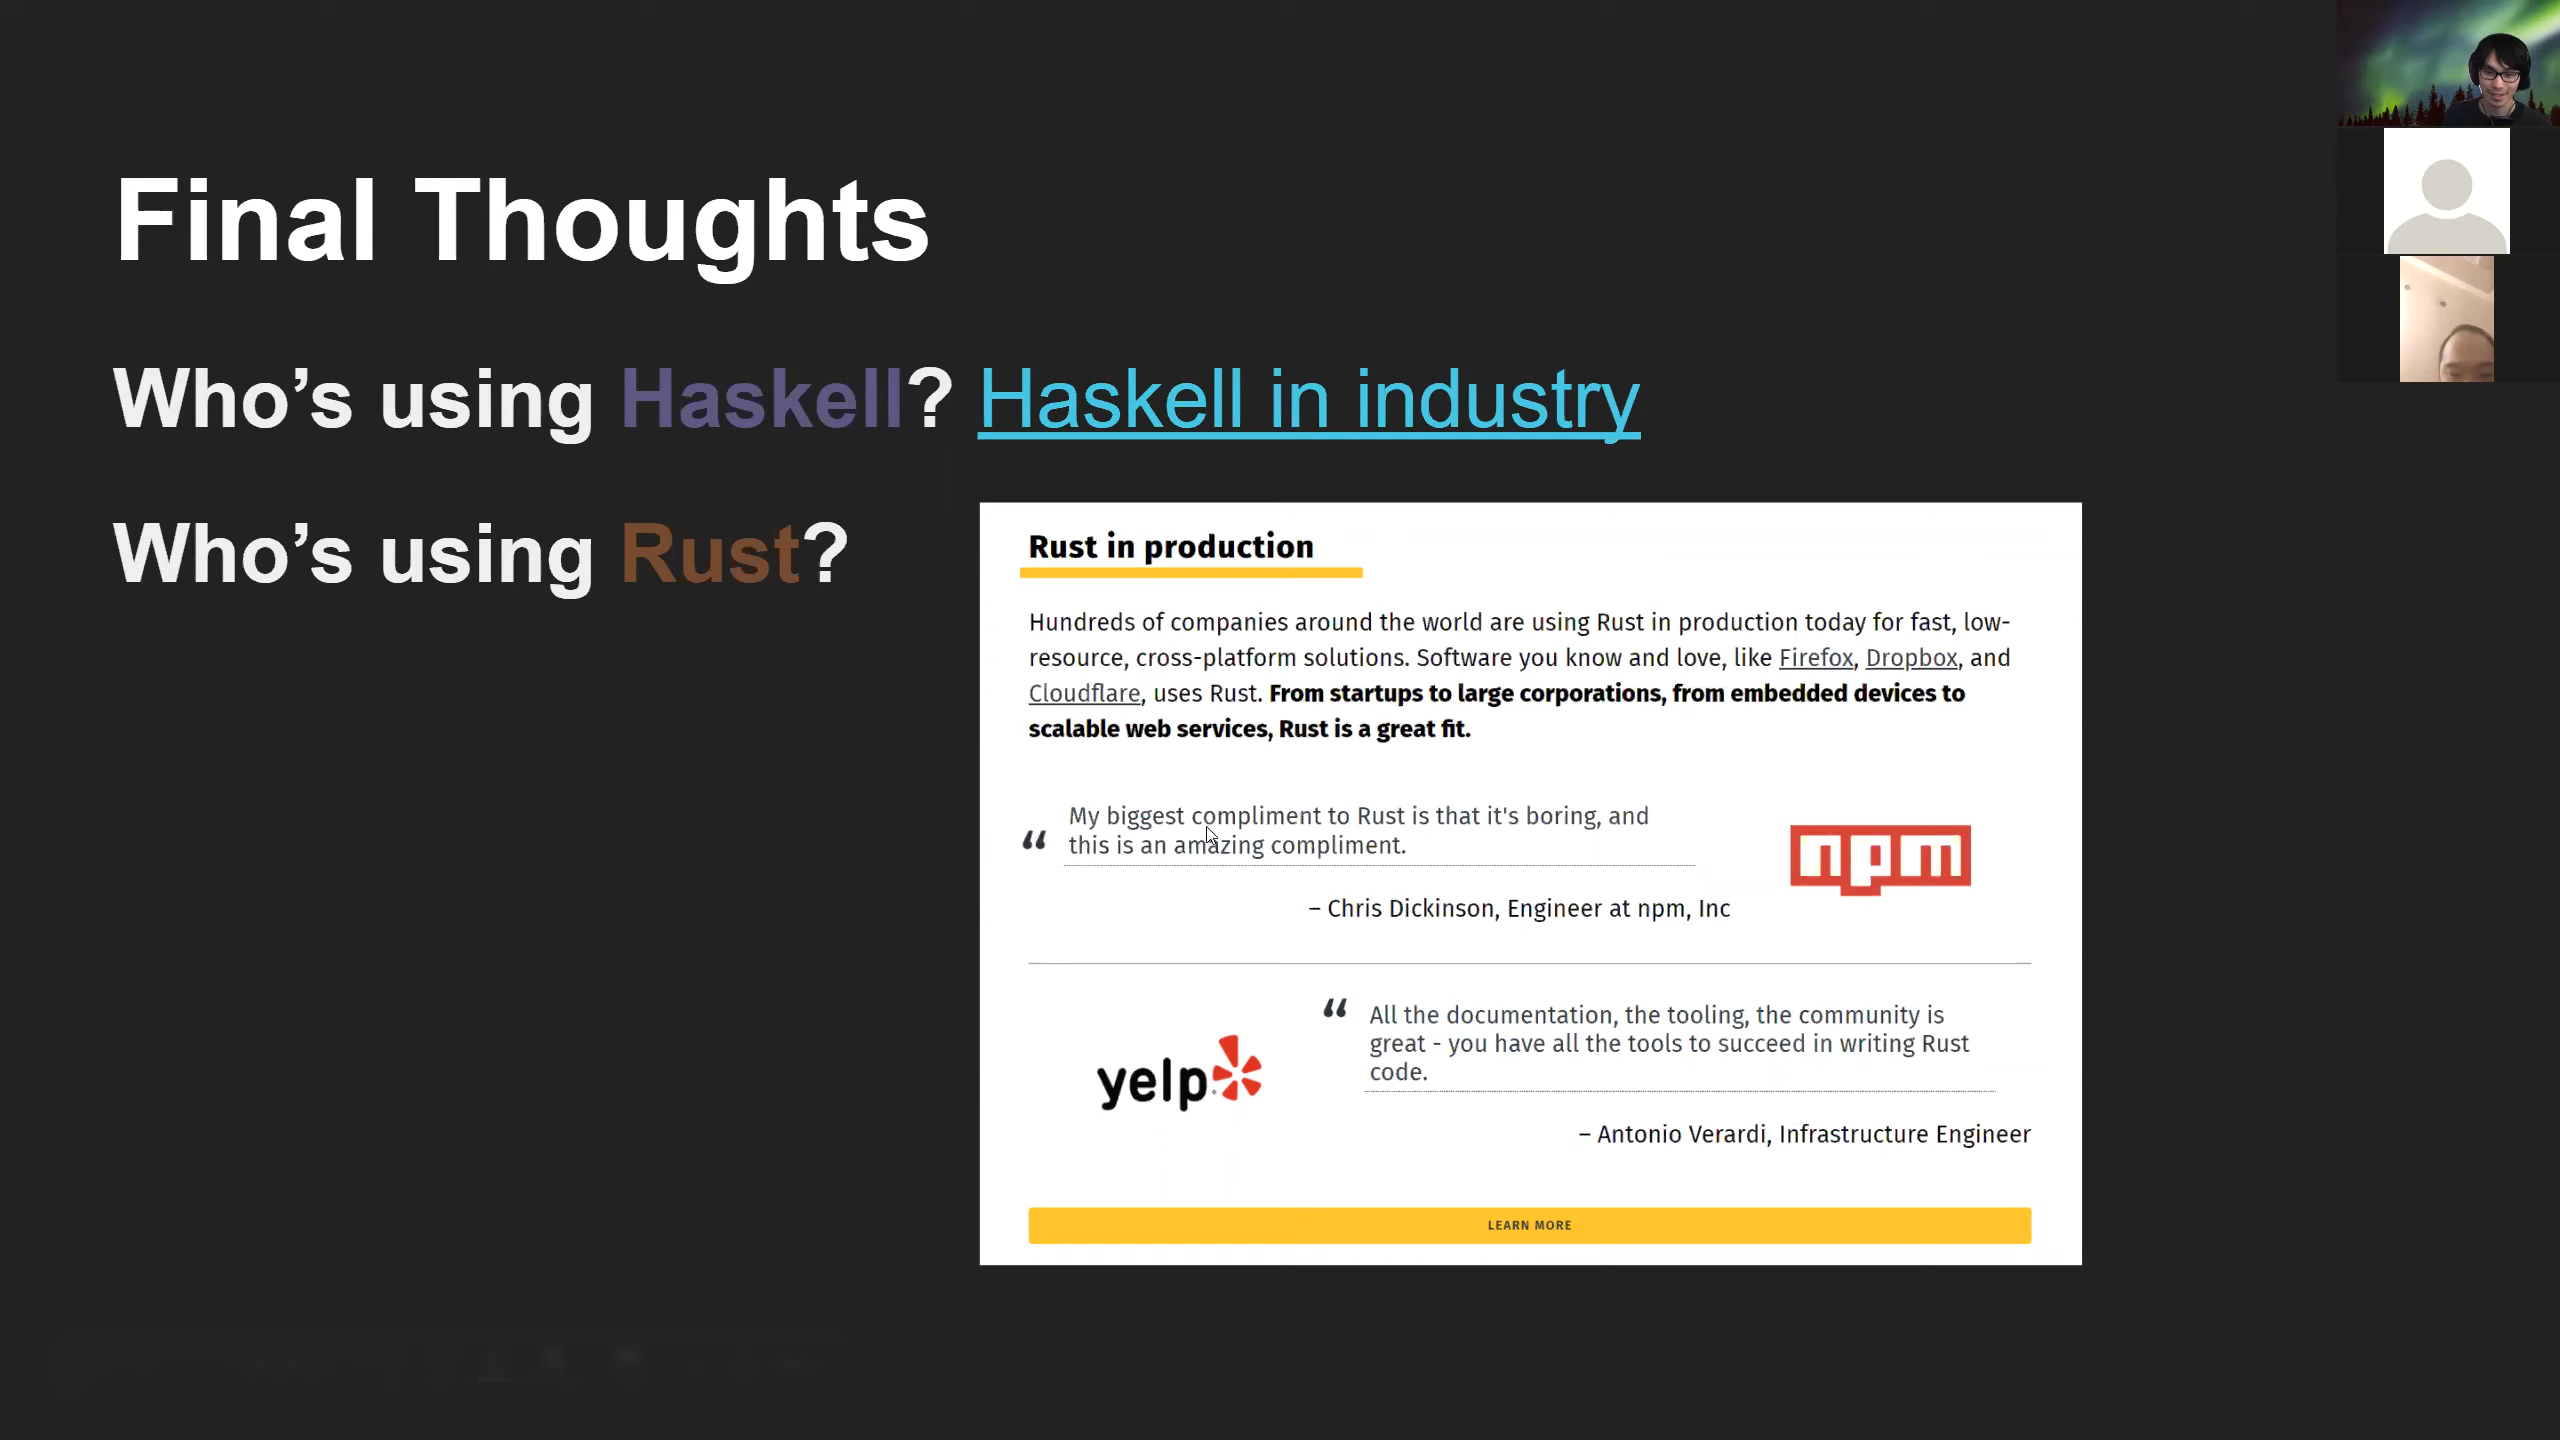 Final Thoughts
Who’s using Haskell? Haskell in industry
Who’s using Rust?
Rust in production
Hundreds of companies around the world are using Rust in production today for fast, low-
resource, cross-platform solutions. Software you know and love, like Firefox, Dropbox, and
Cloudflare, uses Rust. From startups to large corporations, from embedded devices to
scalable web services, Rust is a great fit.
“ My biggest compliment to Rust is that it's boring, and
this is an amazing compliment.
– Chris Dickinson, Engineer at npm, Inc
npm
yelp
“ All the documentation, the tooling, the community is
great - you have all the tools to succeed in writing Rust
code.
– Antonio Verardi, Infrastructure Engineer
LEARN MORE